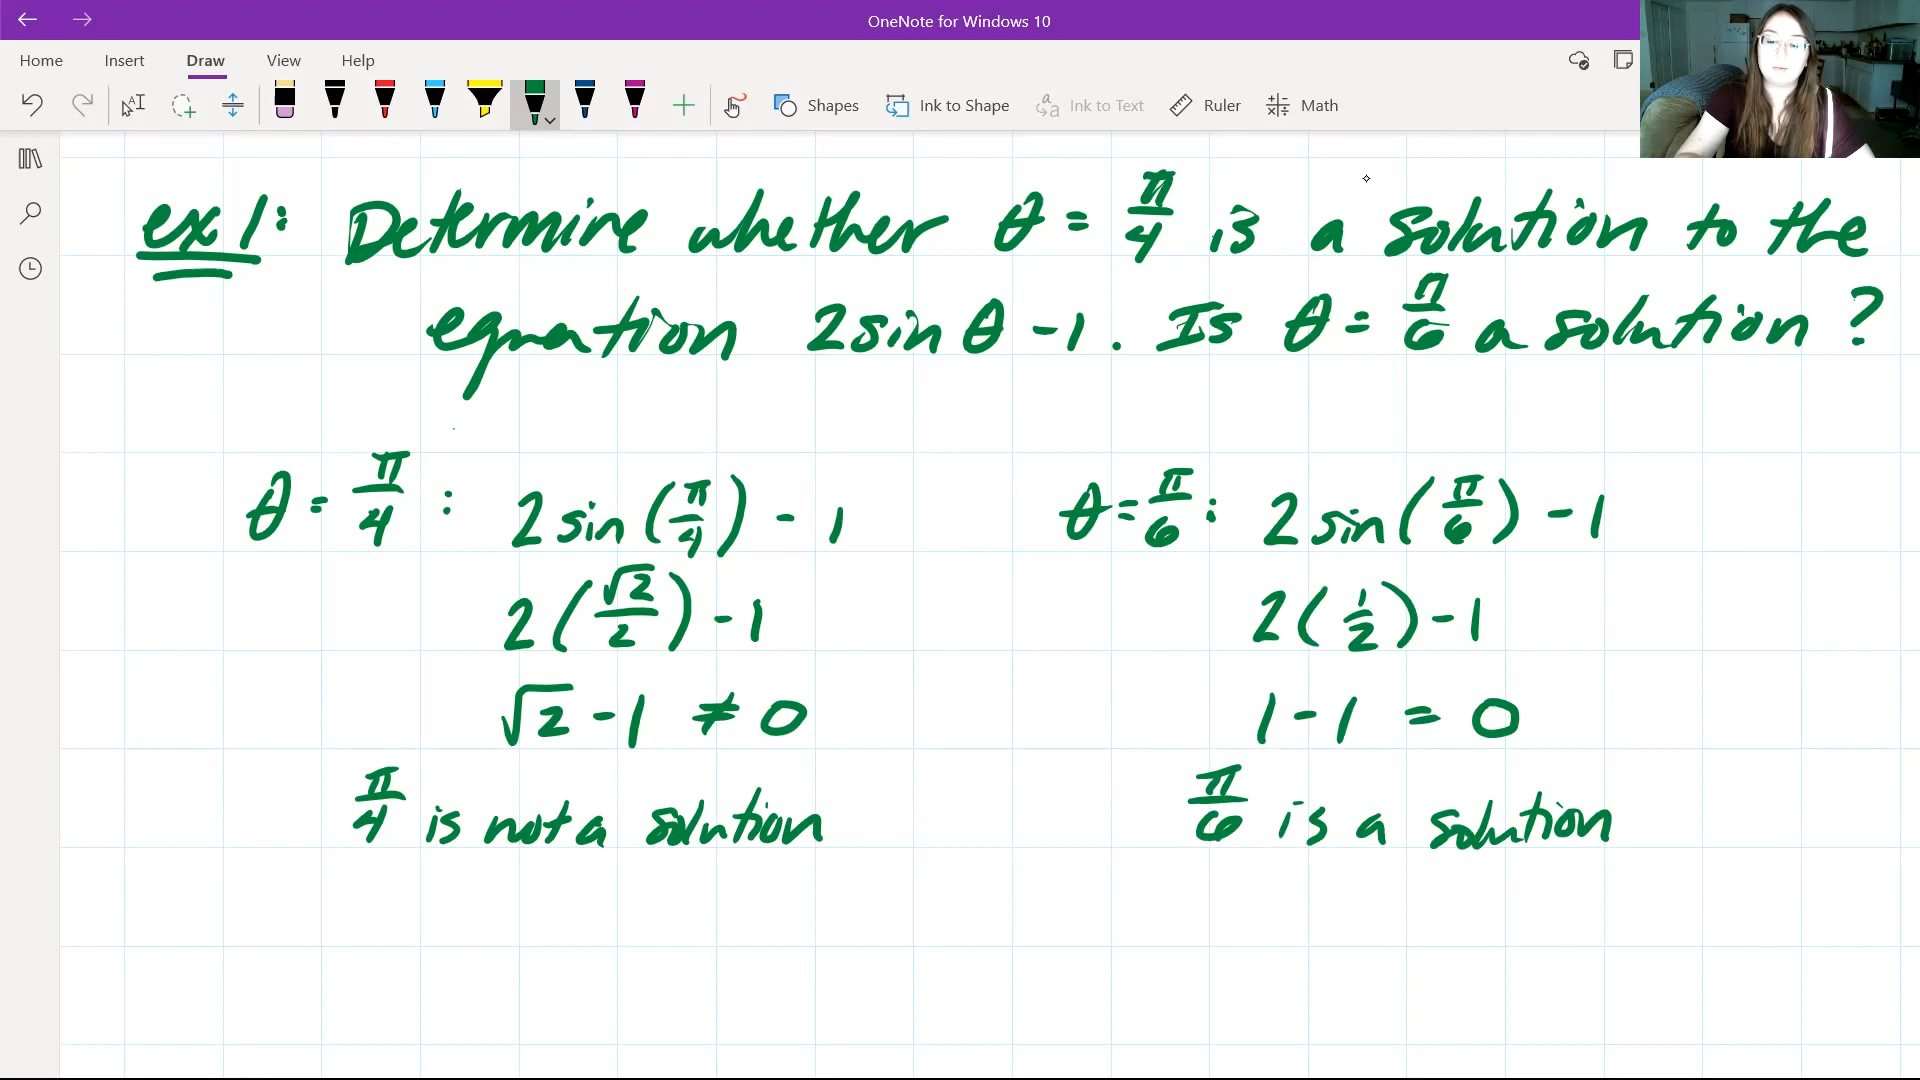 OneNote for Windows 10
Home Insert Draw View Help
Shapes Ink to Shape Ink to Text Ruler Math
ex 1: Determine whether θ = π/4 is a solution to the
equation 2 sin θ - 1. Is θ = π/6 a solution?
θ = π/4 : 2 sin (π/4) - 1
2 (√2/2) - 1
√2 - 1 ≠ 0
π/4 is not a solution
θ = π/6 : 2 sin (π/6) - 1
2 (1/2) - 1
1 - 1 = 0
π/6 is a solution